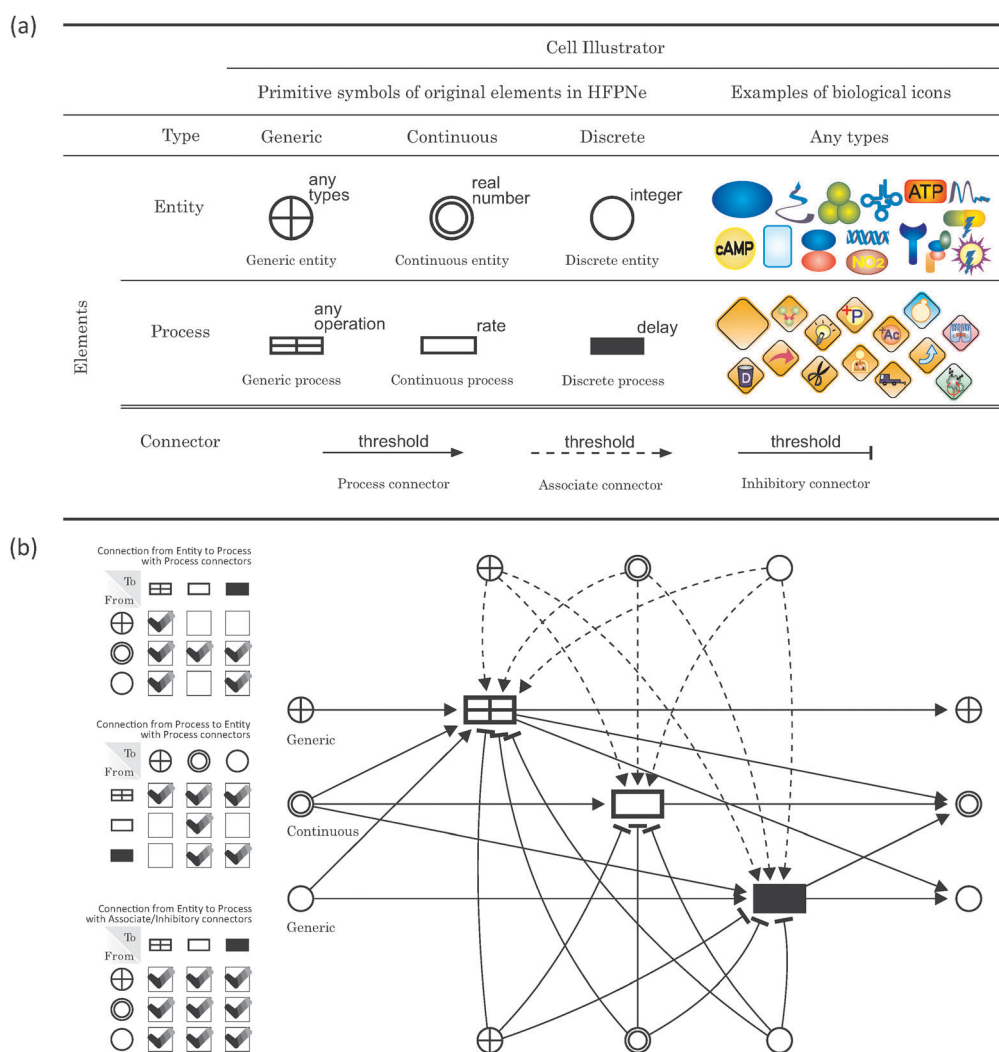 (a)
Cell Illustrator
Primitive symbols of original elements in HFPNe
Examples of biological icons
Type
Generic
Continuous
Discrete
Any types
Elements
Entity
any
types
real
number
integer
ATP
cAMP
NO2
Generic entity
Continuous entity
Discrete entity
Process
any
operation
rate
delay
+P
+Ac
D
Generic process
Continuous process
Discrete process
Connector
threshold
threshold
threshold
Process connector
Associate connector
Inhibitory connector
(b)
Connection from Entity to Process
with Process connectors
To
From
Connection from Process to Entity
with Process connectors
To
From
Connection from Entity to Process
with Associate/Inhibitory connectors
To
From
Generic
Continuous
Generic